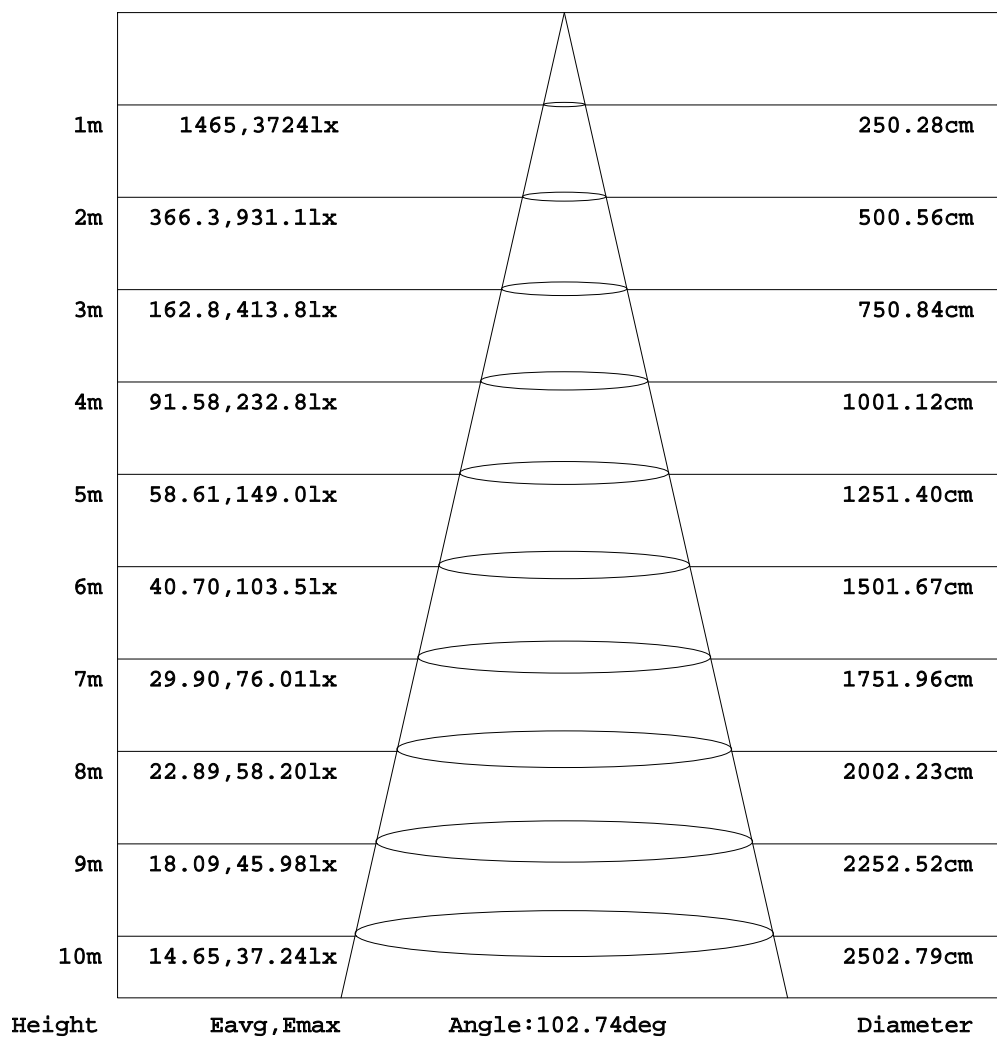 1m 1465,3724lx 250.28cm
2m 366.3,931.1lx 500.56cm
3m 162.8,413.8lx 750.84cm
4m 91.58,232.8lx 1001.12cm
5m 58.61,149.0lx 1251.40cm
6m 40.70,103.5lx 1501.67cm
7m 29.90,76.01lx 1751.96cm
8m 22.89,58.20lx 2002.23cm
9m 18.09,45.98lx 2252.52cm
10m 14.65,37.24lx 2502.79cm
Height Eavg,Emax Angle:102.74deg Diameter